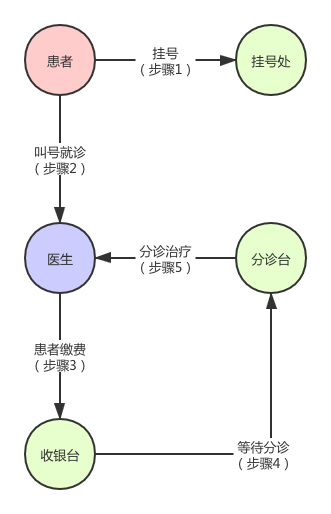 患者
挂号
（步骤1）
挂号处
叫号就诊
（步骤2）
医生
分诊治疗
（步骤5）
分诊台
患者缴费
（步骤3）
收银台
等待分诊
（步骤4）